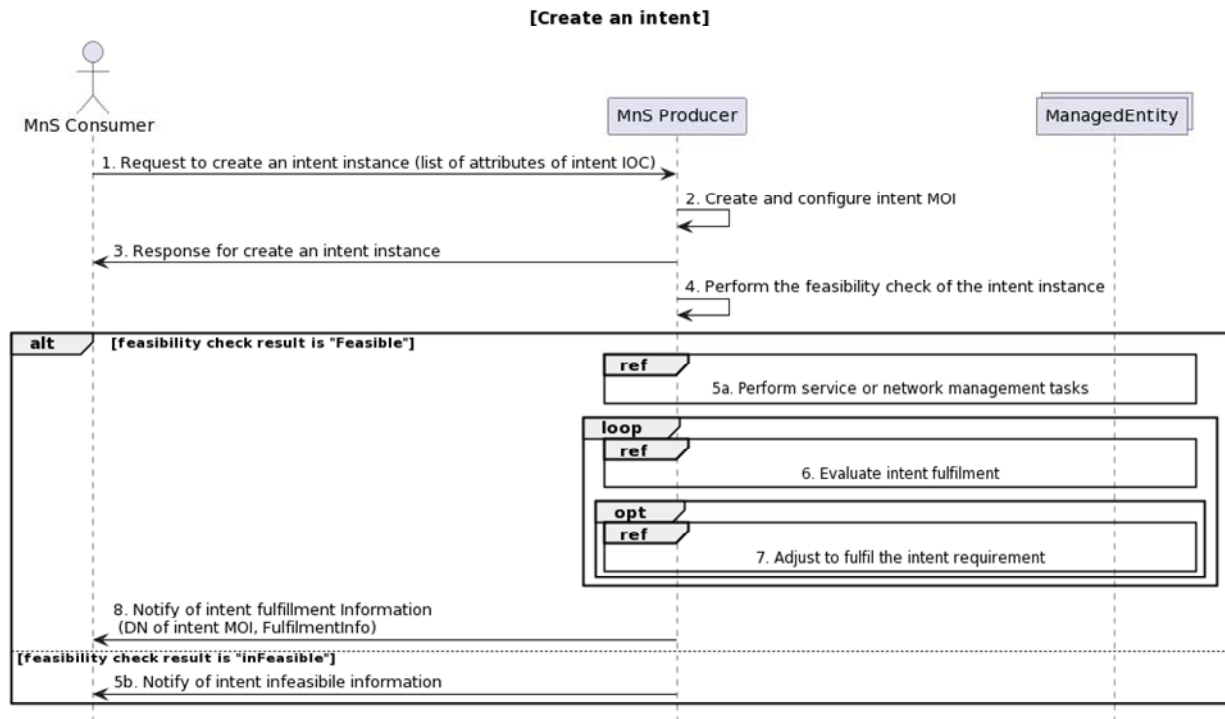 [Create an intent]
MnS Consumer
MnS Producer
ManagedEntity
1. Request to create an intent instance (list of attributes of intent IOC)
2. Create and configure intent MOI
3. Response for create an intent instance
4. Perform the feasibility check of the intent instance
alt
[feasibility check result is "Feasible"]
ref
5a. Perform service or network management tasks
loop
ref
6. Evaluate intent fulfilment
opt
ref
7. Adjust to fulfil the intent requirement
8. Notify of intent fulfillment Information
(DN of intent MOI, FulfilmentInfo)
[feasibility check result is "inFeasible"]
5b. Notify of intent infeasibile information